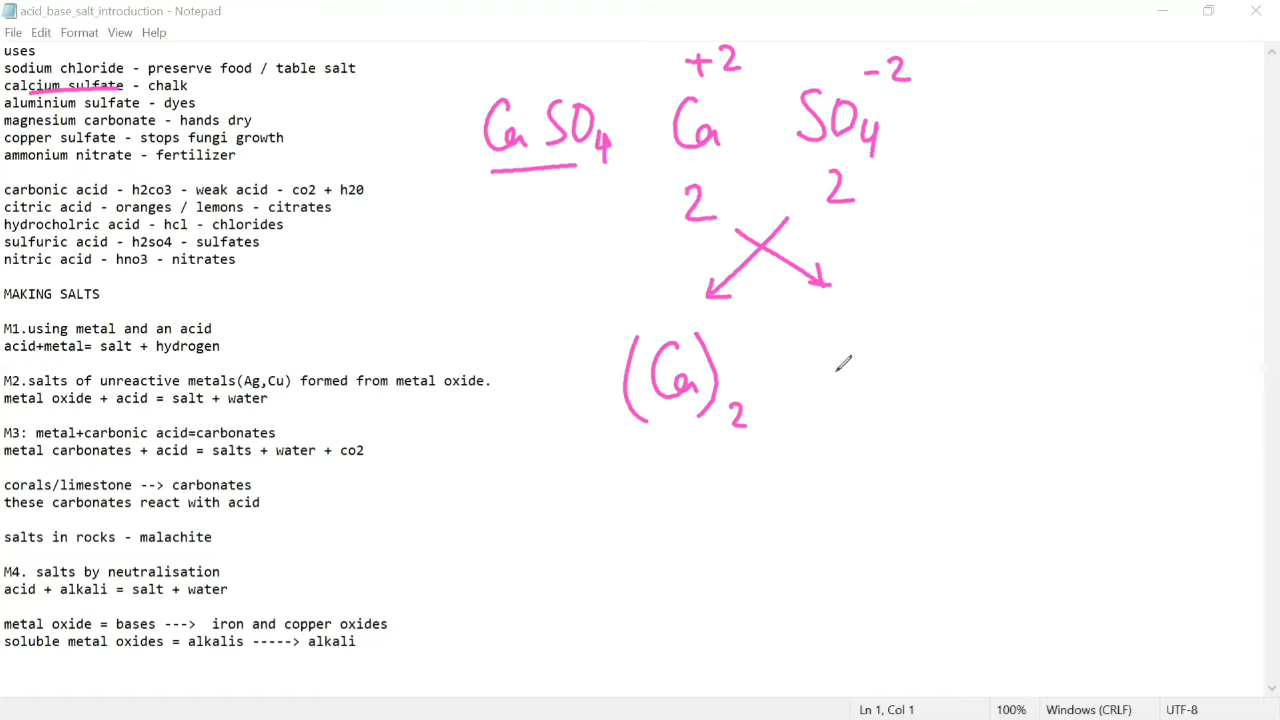 acid_base_salt_introduction - Notepad
File Edit Format View Help
uses
sodium chloride - preserve food / table salt
calcium sulfate - chalk
aluminium sulfate - dyes
magnesium carbonate - hands dry
copper sulfate - stops fungi growth
ammonium nitrate - fertilizer
carbonic acid - h2co3 - weak acid - co2 + h20
citric acid - oranges / lemons - citrates
hydrocholric acid - hcl - chlorides
sulfuric acid - h2so4 - sulfates
nitric acid - hno3 - nitrates
MAKING SALTS
M1.using metal and an acid
acid+metal= salt + hydrogen
M2.salts of unreactive metals(Ag,Cu) formed from metal oxide.
metal oxide + acid = salt + water
M3: metal+carbonic acid=carbonates
metal carbonates + acid = salts + water + co2
corals/limestone --> carbonates
these carbonates react with acid
salts in rocks - malachite
M4. salts by neutralisation
acid + alkali = salt + water
metal oxide = bases ---> iron and copper oxides
soluble metal oxides = alkalis -----> alkali
+2 -2
CaSO4 Ca SO4
2 2
(Ca)2
Ln 1, Col 1 100% Windows (CRLF) UTF-8